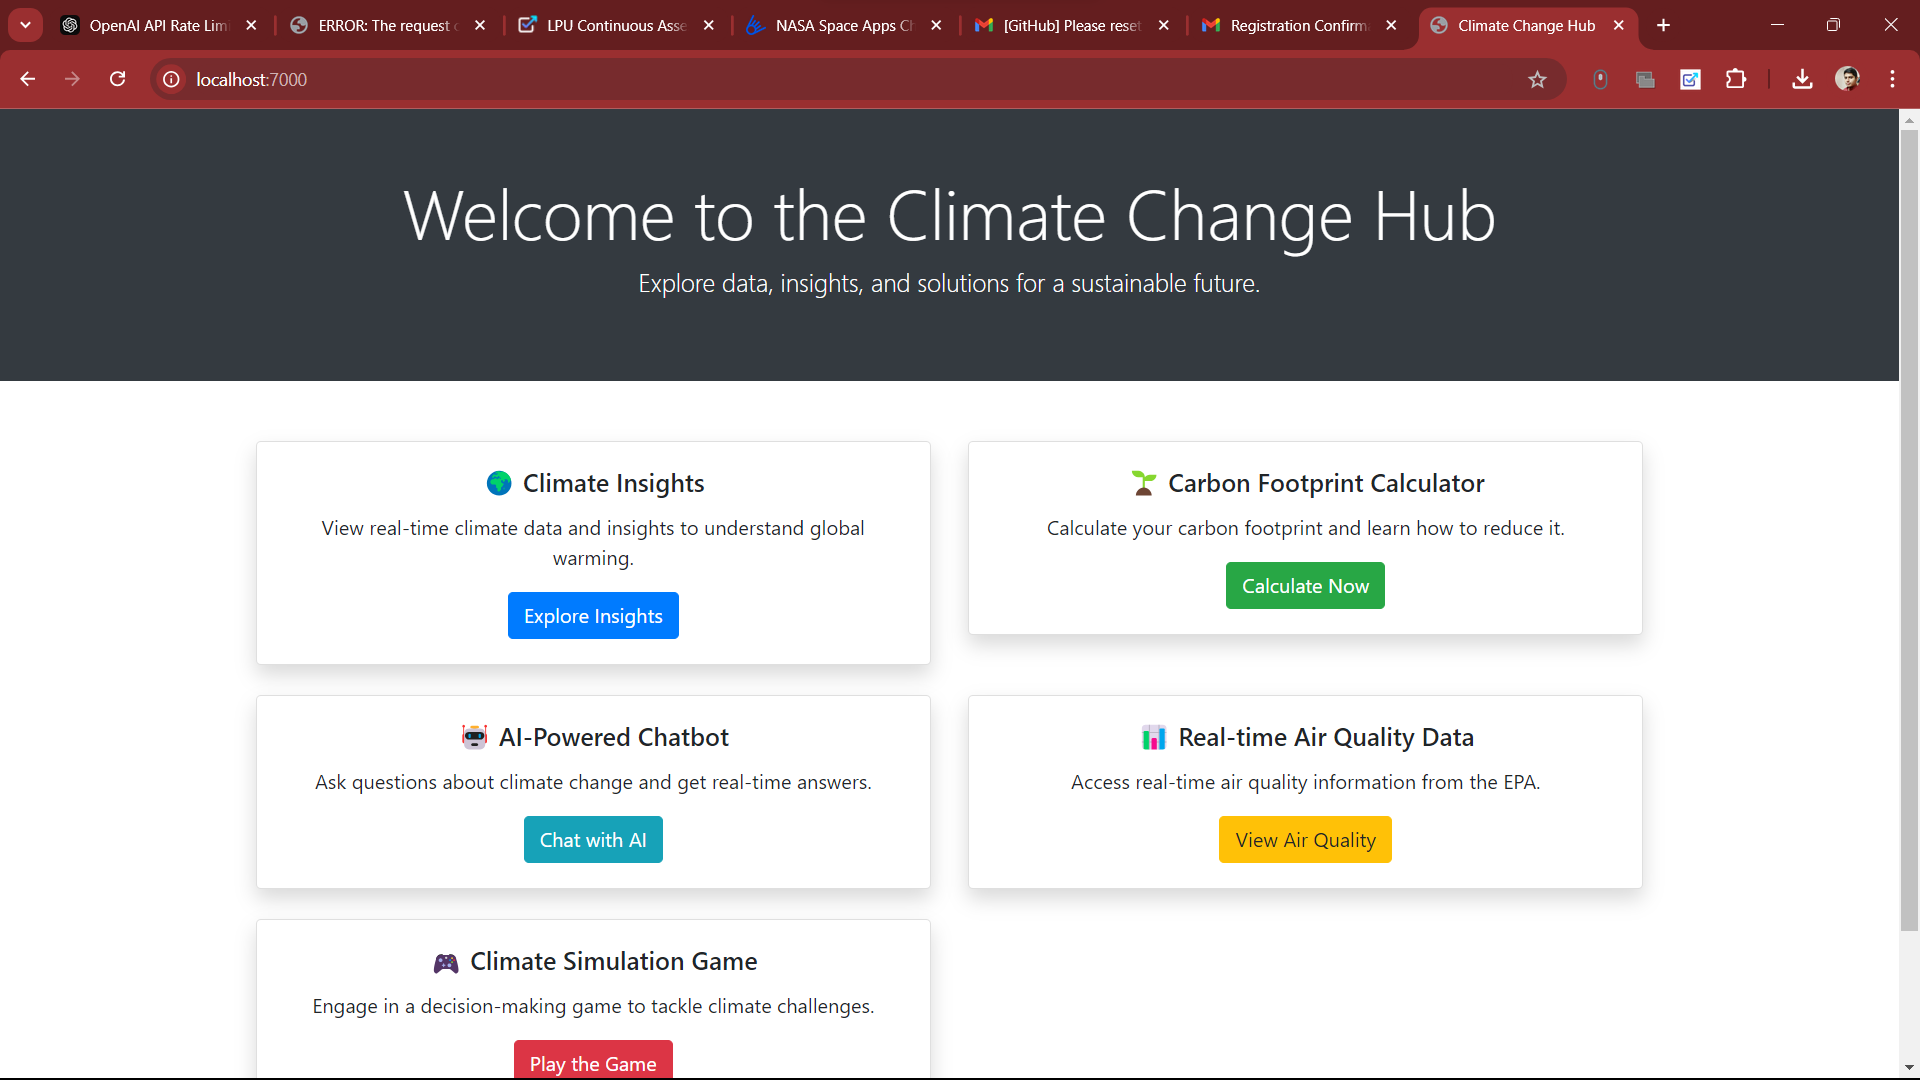 OpenAI API Rate Limi
ERROR: The request c
LPU Continuous Asse
NASA Space Apps Ch
[GitHub] Please reset
Registration Confirma
Climate Change Hub
localhost:7000
Welcome to the Climate Change Hub
Explore data, insights, and solutions for a sustainable future.
Climate Insights
View real-time climate data and insights to understand global
warming.
Explore Insights
Carbon Footprint Calculator
Calculate your carbon footprint and learn how to reduce it.
Calculate Now
AI-Powered Chatbot
Ask questions about climate change and get real-time answers.
Chat with AI
Real-time Air Quality Data
Access real-time air quality information from the EPA.
View Air Quality
Climate Simulation Game
Engage in a decision-making game to tackle climate challenges.
Play the Game